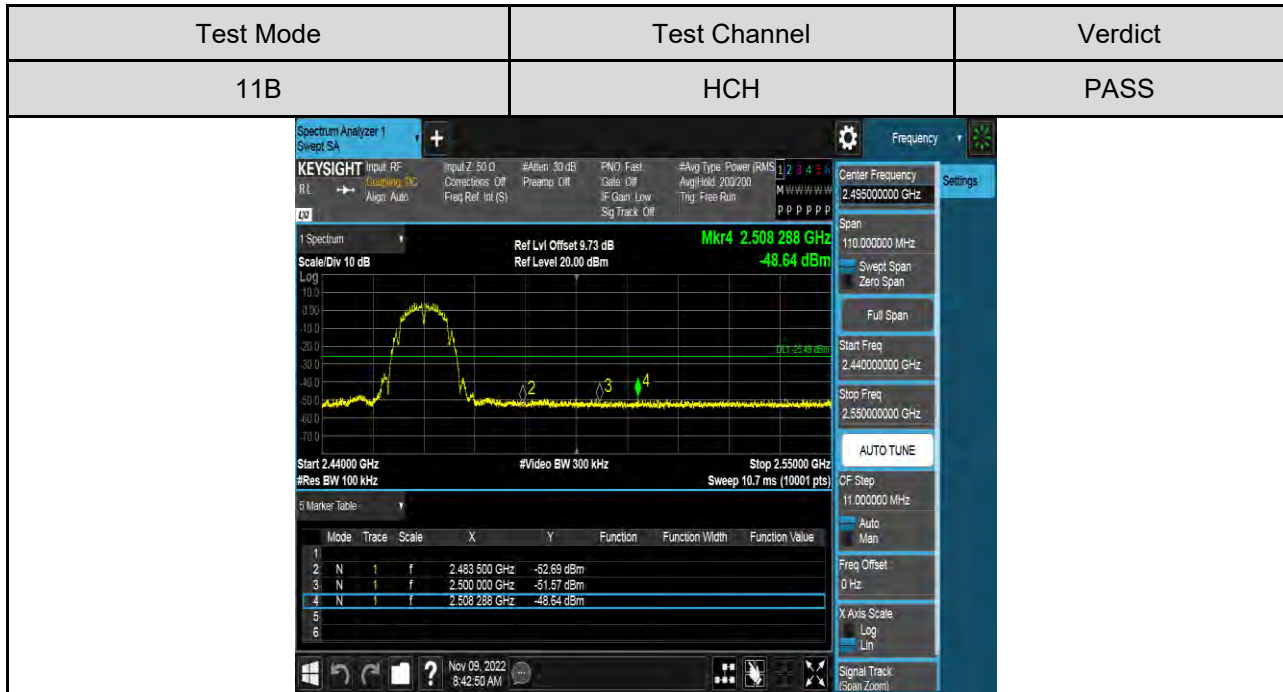 Test Mode Test Channel Verdict
11B HCH PASS
Spectrum Analyzer 1
Swept SA
+
Frequency
KEYSIGHT Input: RF Input Z: 50 Ω #Atten: 30 dB PNO: Fast #Avg Type: Power (RMS 1 2 3 4 5 6
RL Coupling: DC Corrections: Off Preamp: Off Gate: Off Avg|Hold: 200/200 M W W W W W
Align: Auto Freq Ref: Int (S) IF Gain: Low Trig: Free Run
LXI Sig Track: Off P P P P P P
Center Frequency
2.495000000 GHz
Settings
1 Spectrum Ref Lvl Offset 9.73 dB Mkr4 2.508 288 GHz
Scale/Div 10 dB Ref Level 20.00 dBm -48.64 dBm
Span
110.000000 MHz
Swept Span
Zero Span
Full Span
Start Freq
2.440000000 GHz
Stop Freq
2.550000000 GHz
AUTO TUNE
CF Step
11.000000 MHz
Auto
Man
Freq Offset
0 Hz
X Axis Scale
Log
Lin
Signal Track
(Span Zoom)
Log
10.0
0.00
-10.0
-20.0
-30.0
-40.0
-50.0
-60.0
-70.0
DL1 -25.49 dBm
2
3
4
Start 2.44000 GHz #Video BW 300 kHz Stop 2.55000 GHz
#Res BW 100 kHz Sweep 10.7 ms (10001 pts)
5 Marker Table
Mode Trace Scale X Y Function Function Width Function Value
1
2 N 1 f 2.483 500 GHz -52.69 dBm
3 N 1 f 2.500 000 GHz -51.57 dBm
4 N 1 f 2.508 288 GHz -48.64 dBm
5
6
?
Nov 09, 2022
8:42:50 AM